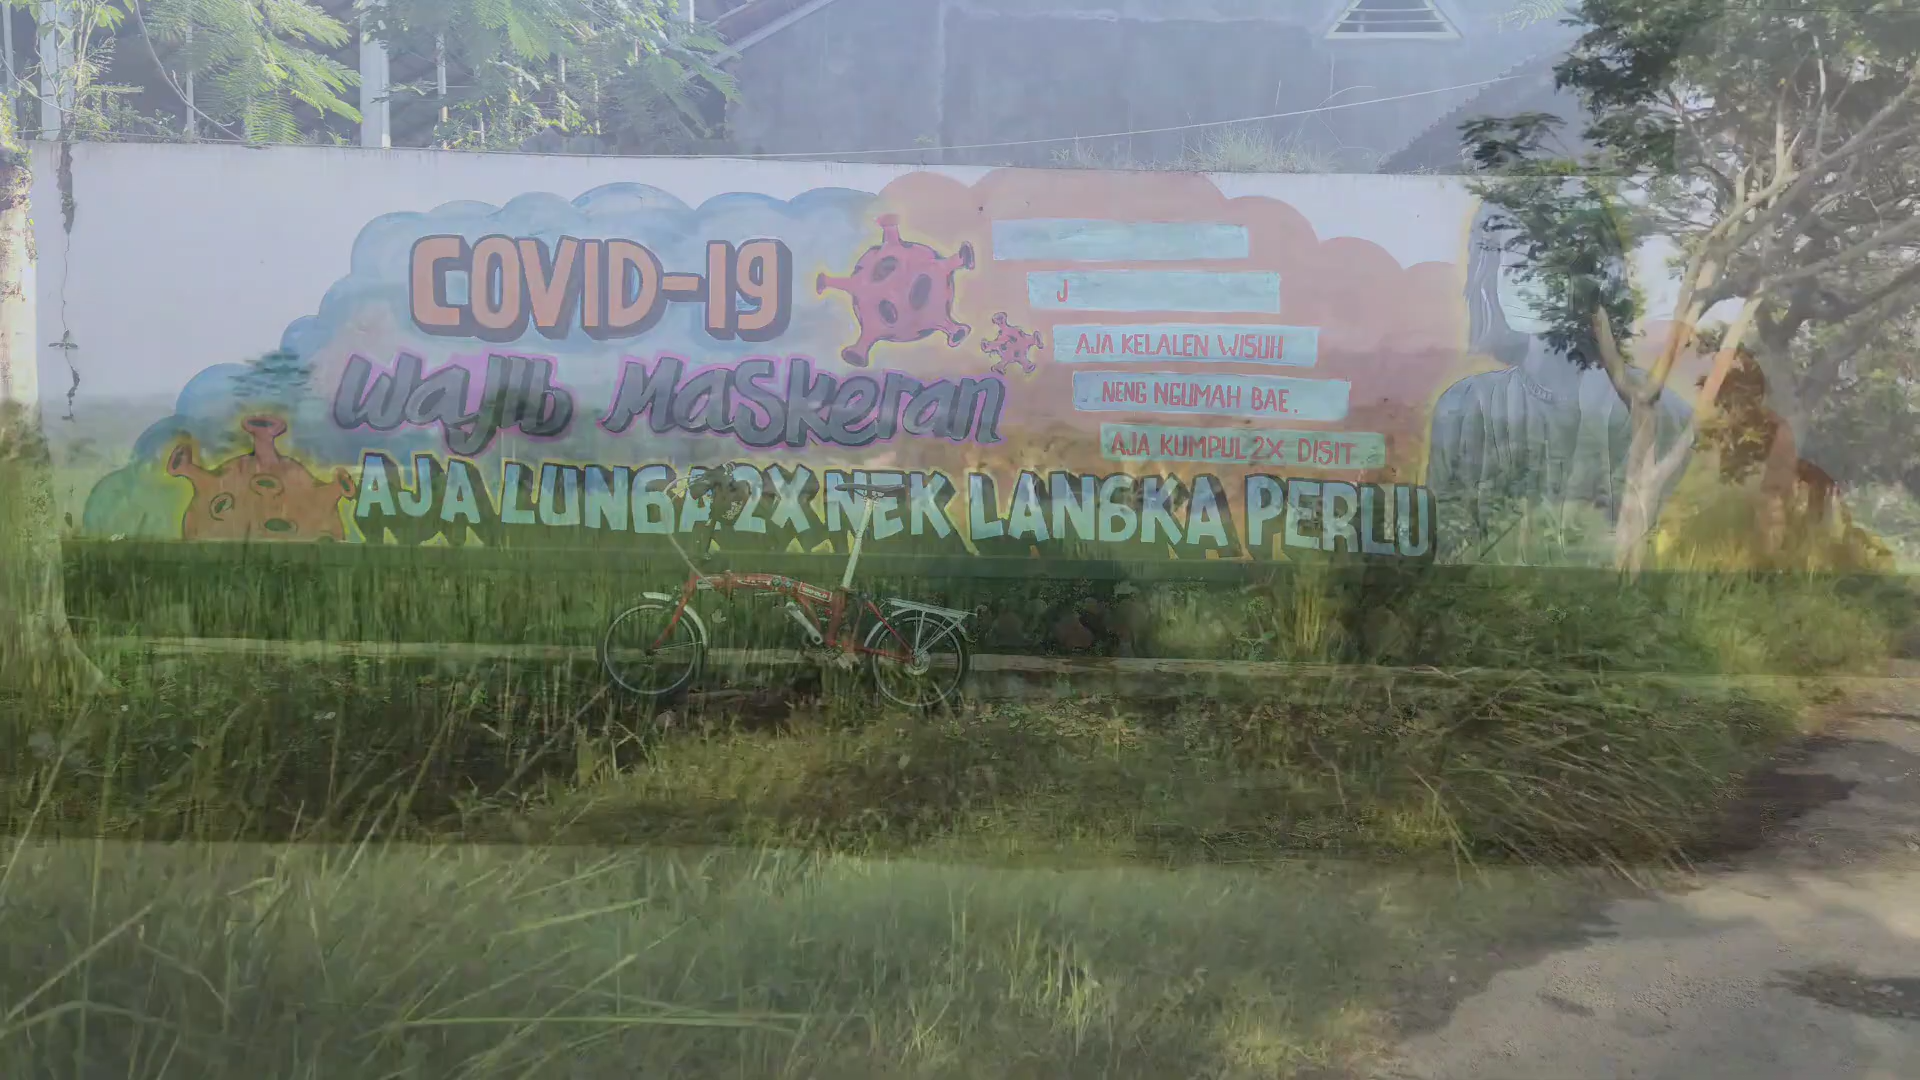 COVID-19
Wajib Maskeran
AJA LUNGA2X NEK LANGKA PERLU
J
AJA KELALEN WISUH
NENG NGUMAH BAE.
AJA KUMPUL2X DISIT